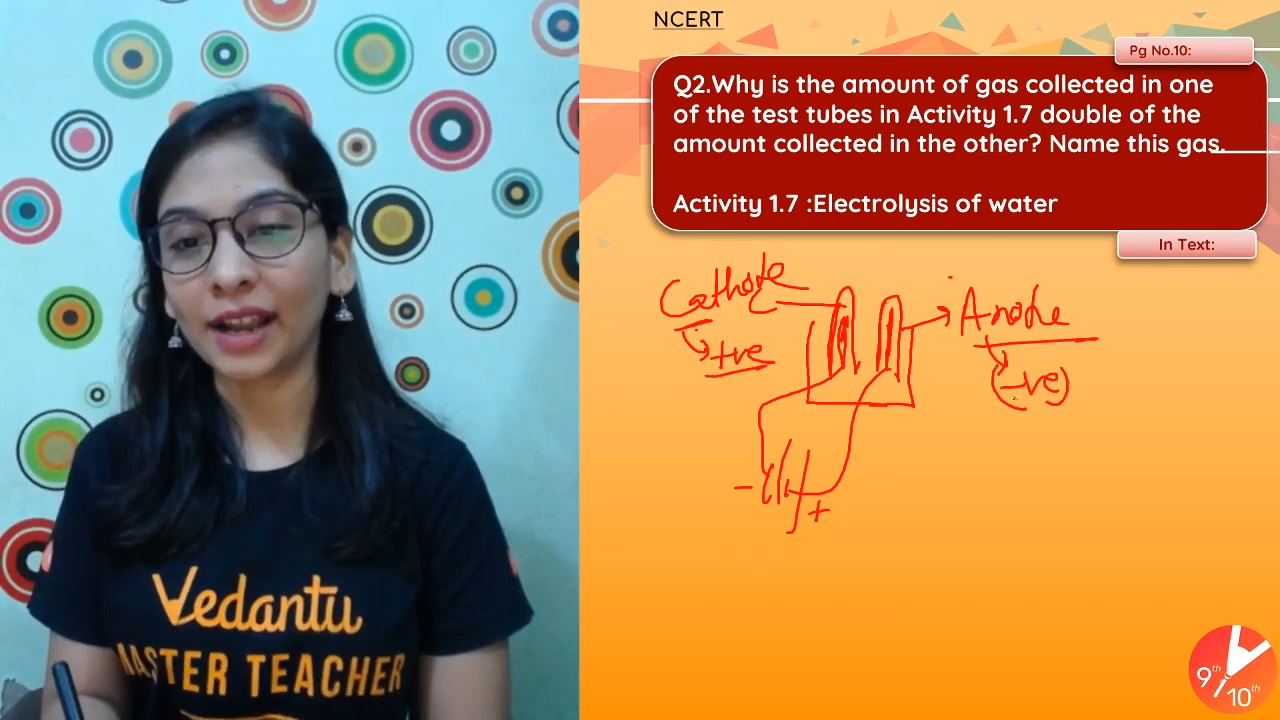 NCERT
Pg No.10:
Q2.Why is the amount of gas collected in one
of the test tubes in Activity 1.7 double of the
amount collected in the other? Name this gas.
Activity 1.7 :Electrolysis of water
In Text:
Cathode
+ve
Anode
(-ve)
-
+
Vedantu
MASTER TEACHER
9th
10th